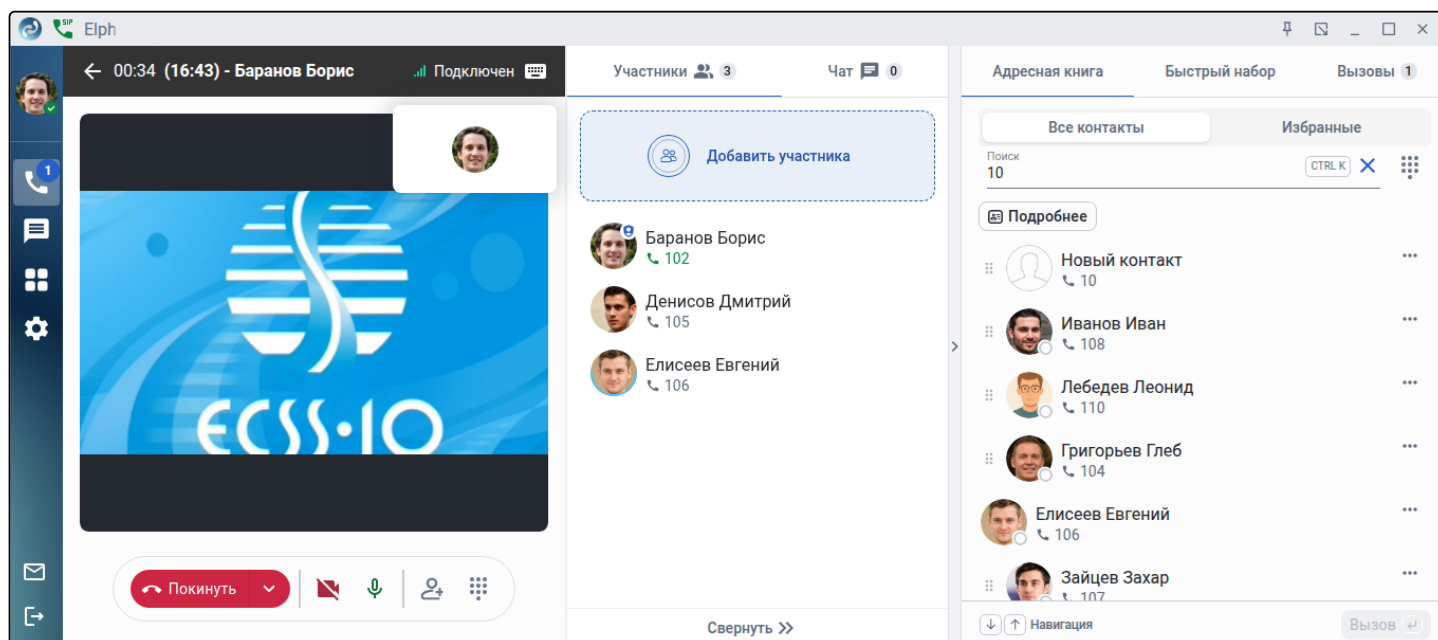 SIP Elph
00:34 (16:43) - Баранов Борис Подключен
ECSS·10
Покинуть
Участники 3 Чат 0
Добавить участника
Баранов Борис
102
Денисов Дмитрий
105
Елисеев Евгений
106
Свернуть
Адресная книга Быстрый набор Вызовы 1
Все контакты Избранные
Поиск
10 CTRL K
Подробнее
Новый контакт
10
Иванов Иван
108
Лебедев Леонид
110
Григорьев Глеб
104
Елисеев Евгений
106
Зайцев Захар
107
Навигация Вызов
1